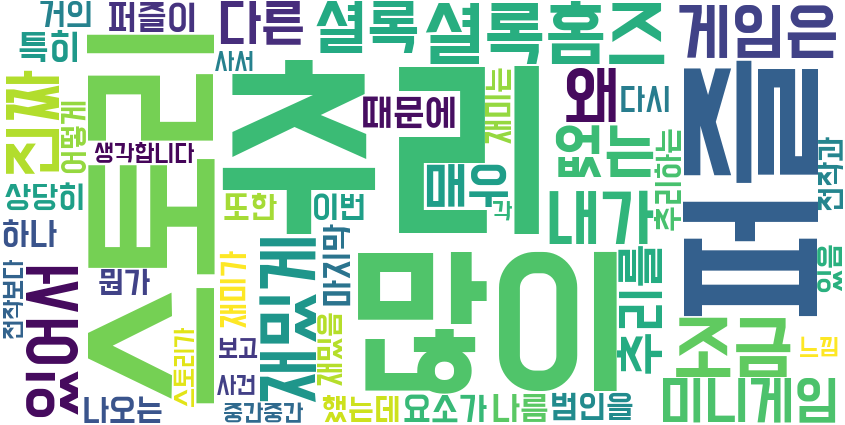 거의
퍼즐이
다른
셜록
셜록홈즈
게임은
특히
사서
진짜
어떻게
스토리
추리
때문에
재미는
왜
다시
퍼즐
생각합니다
없는
추리하는
전작과
상당히
또한
이번
매우
각
내가
하나
뭔가
재밌게
마지막
많이
추리를
있음
전작보다
있어서
재미가
스토리가
보고
재밌음
조금
느낌
사건
미니게임
나오는
중간중간
했는데
요소가
나름
범인을